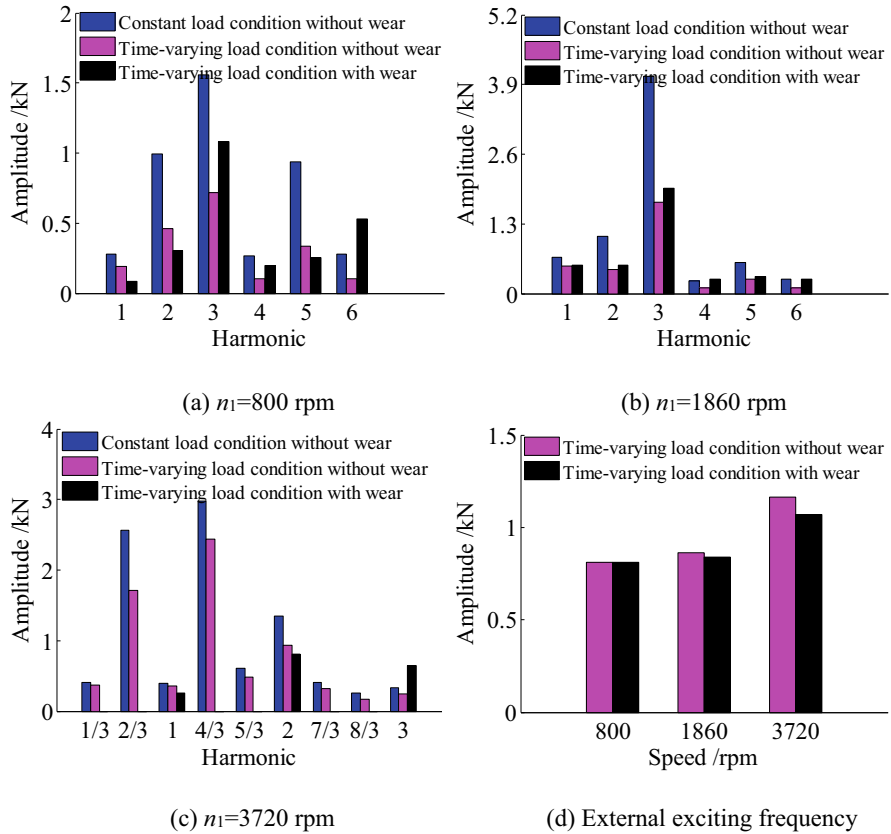 2
1.5
1
0.5
0
Amplitude /kN
Constant load condition without wear
Time-varying load condition without wear
Time-varying load condition with wear
1 2 3 4 5 6
Harmonic
(a) n1=800 rpm
5.2
3.9
2.6
1.3
0
Amplitude /kN
Constant load condition without wear
Time-varying load condition without wear
Time-varying load condition with wear
1 2 3 4 5 6
Harmonic
(b) n1=1860 rpm
4
3
2
1
0
Amplitude /kN
Constant load condition without wear
Time-varying load condition without wear
Time-varying load condition with wear
1/3 2/3 1 4/3 5/3 2 7/3 8/3 3
Harmonic
(c) n1=3720 rpm
1.5
1
0.5
0
Amplitude /kN
Time-varying load condition without wear
Time-varying load condition with wear
800 1860 3720
Speed /rpm
(d) External exciting frequency